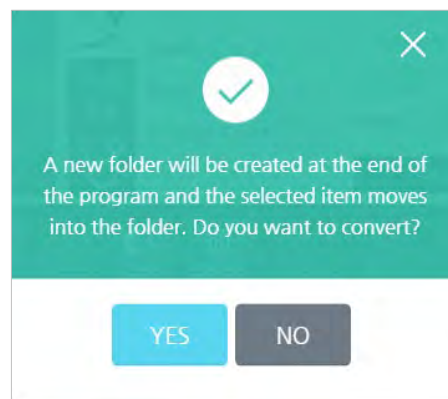 A new folder will be created at the end of
the program and the selected item moves
into the folder. Do you want to convert?
YES NO